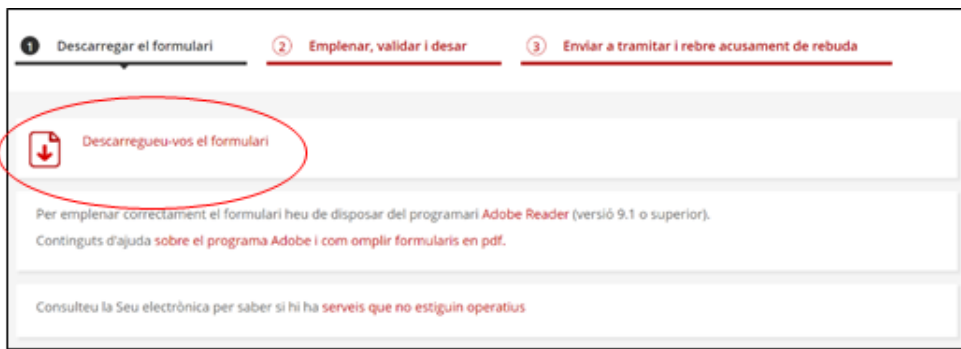 1 Descarregar el formulari 2 Emplenar, validar i desar 3 Enviar a tramitar i rebre acusament de rebuda
Descarregueu-vos el formulari
Per emplenar correctament el formulari heu de disposar del programari Adobe Reader (versió 9.1 o superior).
Continguts d'ajuda sobre el programa Adobe i com omplir formularis en pdf.
Consulteu la Seu electrònica per saber si hi ha serveis que no estiguin operatius